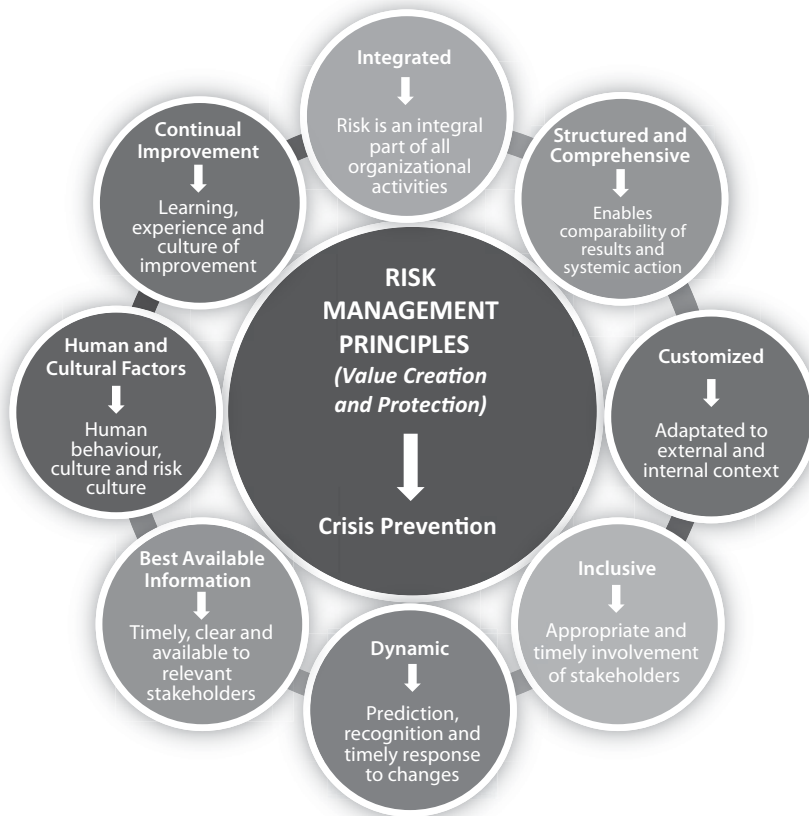 Integrated
Risk is an integral
part of all
organizational
activities
Structured and
Comprehensive
Enables
comparability of
results and
systemic action
Customized
Adaptated to
external and
internal context
Inclusive
Appropriate and
timely involvement
of stakeholders
Dynamic
Prediction,
recognition and
timely response
to changes
Best Available
Information
Timely, clear and
available to
relevant
stakeholders
Human and
Cultural Factors
Human
behaviour,
culture and risk
culture
Continual
Improvement
Learning,
experience and
culture of
improvement
RISK
MANAGEMENT
PRINCIPLES
(Value Creation
and Protection)
Crisis Prevention